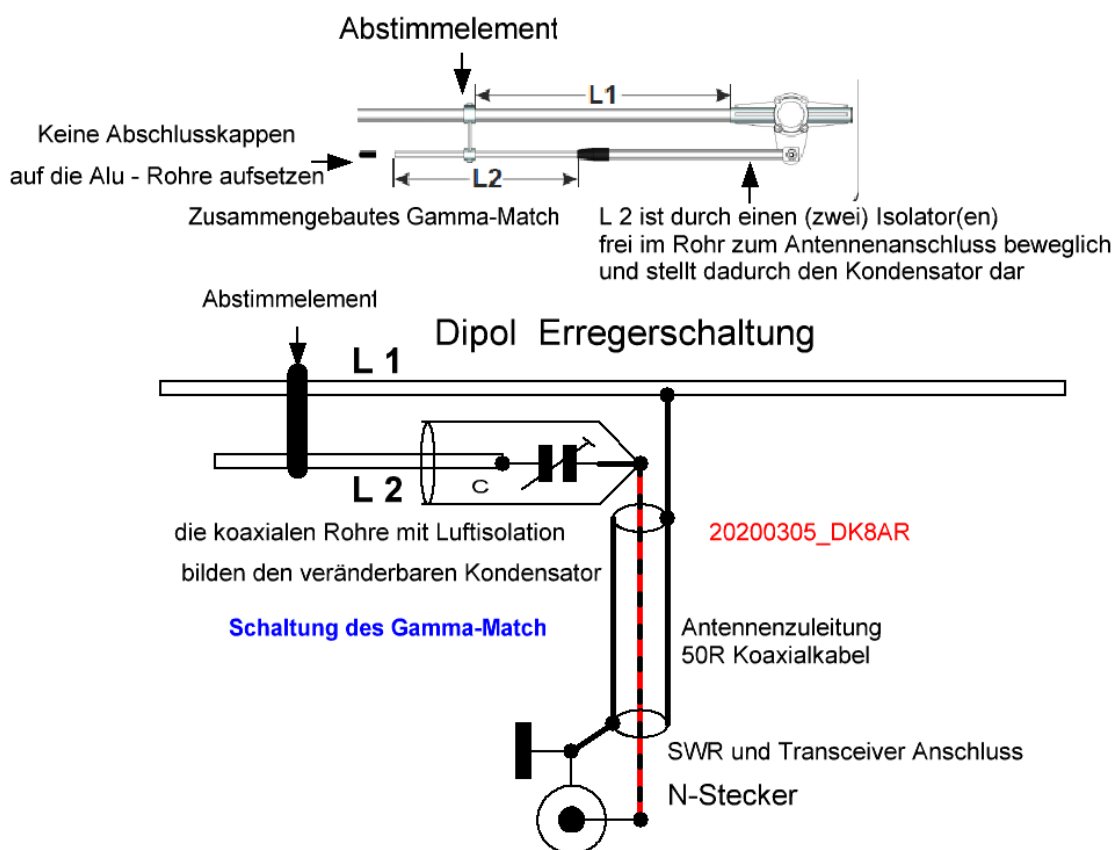 Abstimmelement
L1
Keine Abschlusskappen
auf die Alu - Rohre aufsetzen
L2
Zusammengebautes Gamma-Match
L 2 ist durch einen (zwei) Isolator(en)
frei im Rohr zum Antennenanschluss beweglich
und stellt dadurch den Kondensator dar
Abstimmelement
Dipol Erregerschaltung
L 1
L 2
C
die koaxialen Rohre mit Luftisolation
bilden den veränderbaren Kondensator
20200305_DK8AR
Schaltung des Gamma-Match
Antennenzuleitung
50R Koaxialkabel
SWR und Transceiver Anschluss
N-Stecker